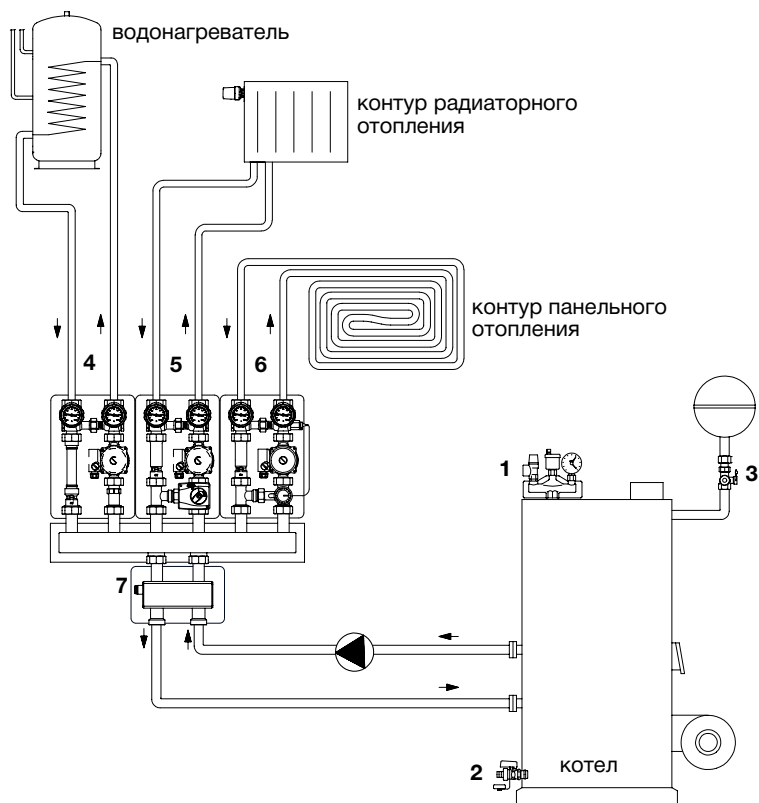 водонагреватель
контур радиаторного
отопления
контур панельного
отопления
4
5
6
1
3
7
2
котел